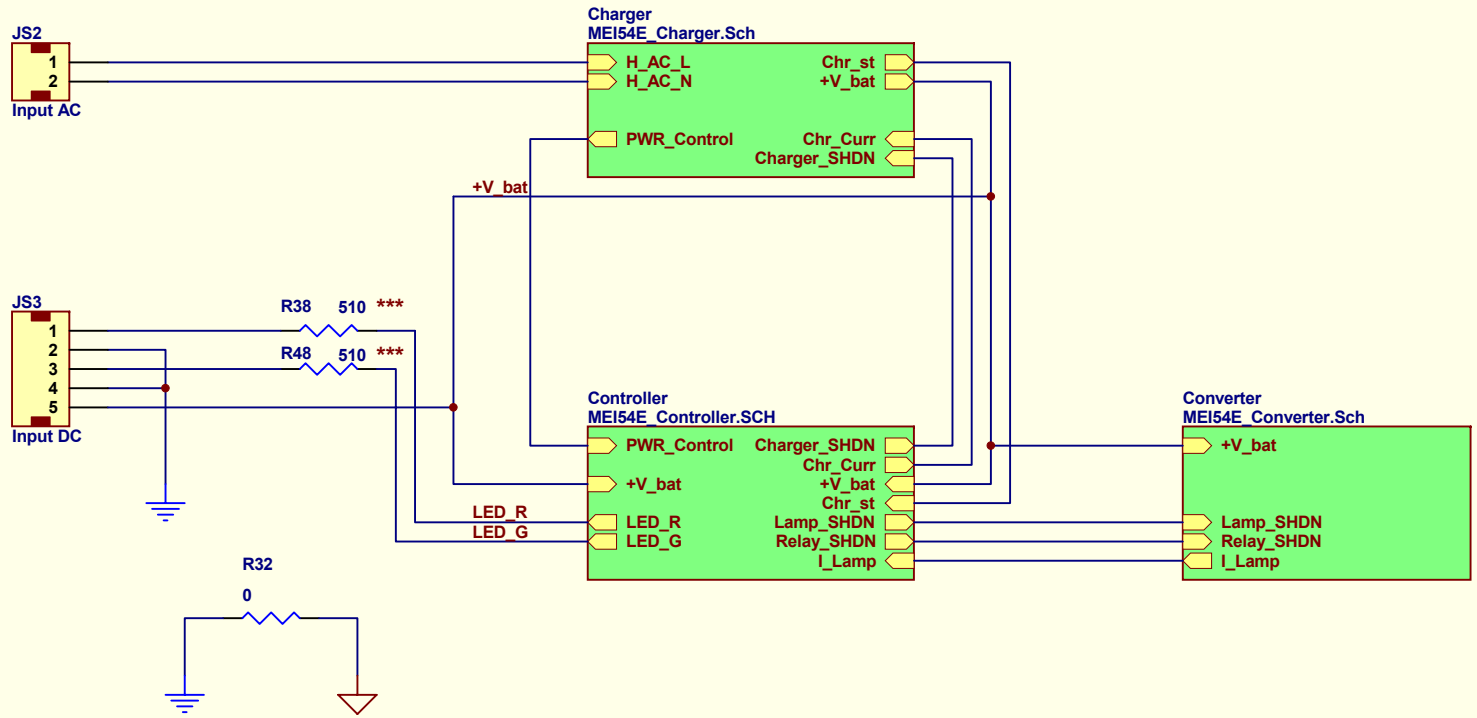 Charger
MEI54E_Charger.Sch
JS2
1
2
Input AC
H_AC_L
H_AC_N
PWR_Control
Chr_st
+V_bat
Chr_Curr
Charger_SHDN
+V_bat
JS3
1
2
3
4
5
Input DC
R38 510 ***
R48 510 ***
Controller
MEI54E_Controller.SCH
PWR_Control
+V_bat
LED_R
LED_G
LED_R
LED_G
Charger_SHDN
Chr_Curr
+V_bat
Chr_st
Lamp_SHDN
Relay_SHDN
I_Lamp
Converter
MEI54E_Converter.Sch
+V_bat
Lamp_SHDN
Relay_SHDN
I_Lamp
R32
0